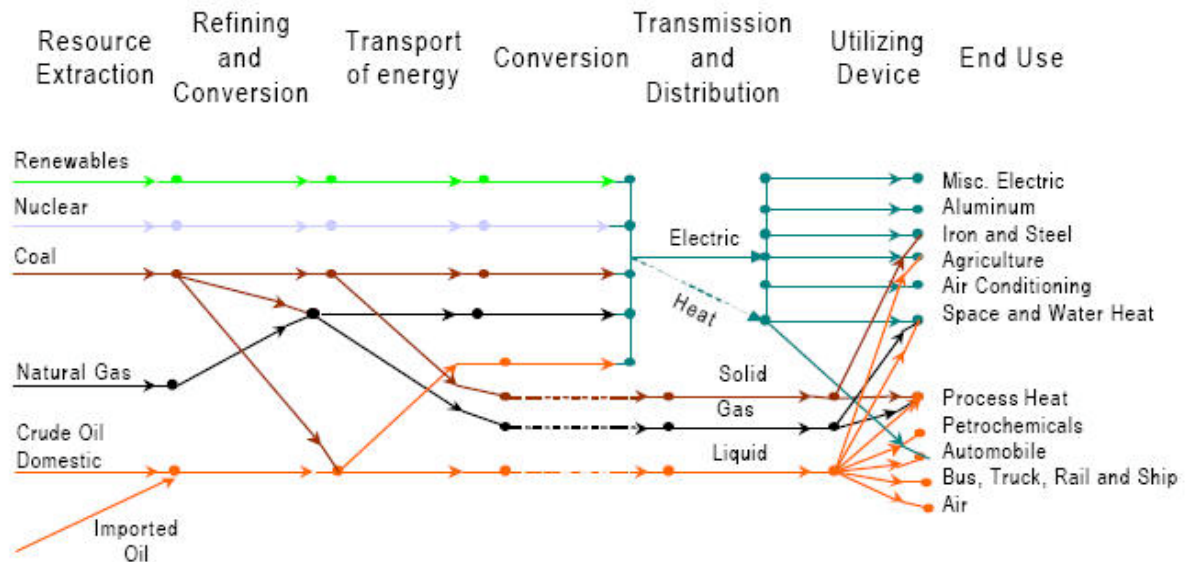 Resource
Extraction
Refining
and
Conversion
Transport
of energy
Conversion
Transmission
and
Distribution
Utilizing
Device
End Use
Renewables
Nuclear
Coal
Natural Gas
Crude Oil
Domestic
Imported
Oil
Electric
Heat
Solid
Gas
Liquid
Misc. Electric
Aluminum
Iron and Steel
Agriculture
Air Conditioning
Space and Water Heat
Process Heat
Petrochemicals
Automobile
Bus, Truck, Rail and Ship
Air